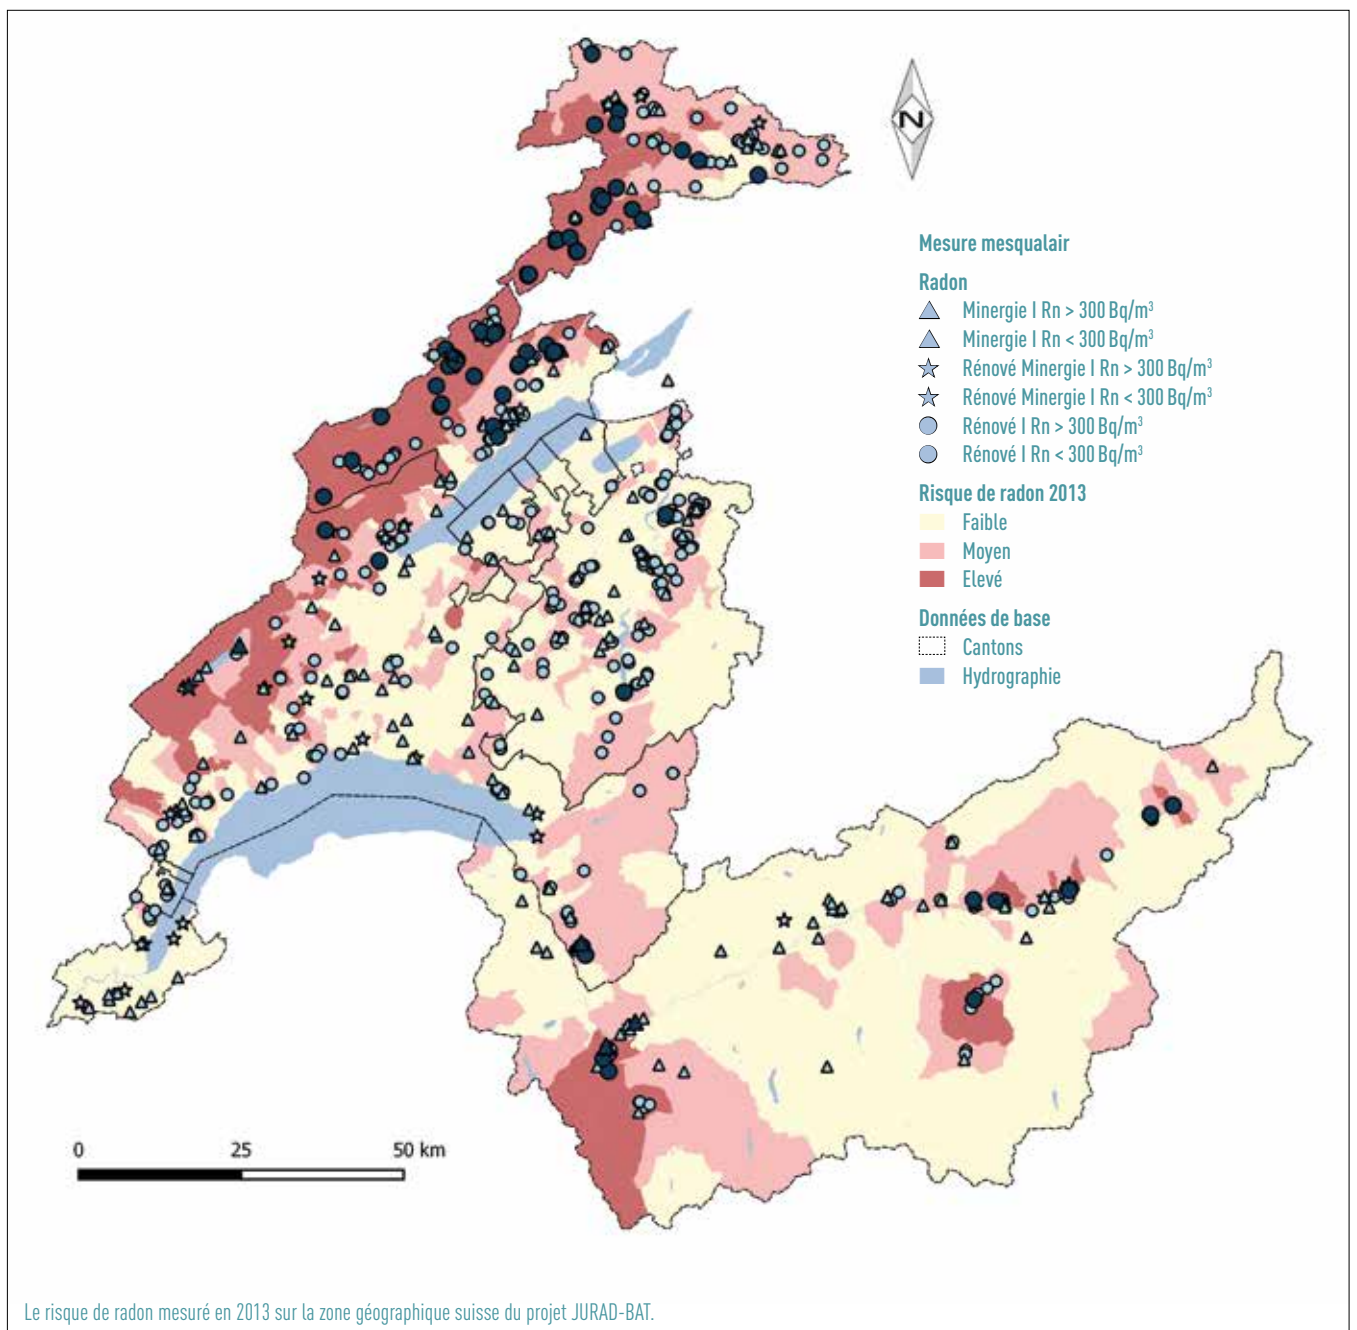 N
Mesure mesqualair
Radon
Minergie I Rn > 300 Bq/m³
Minergie I Rn < 300 Bq/m³
Rénové Minergie I Rn > 300 Bq/m³
Rénové Minergie I Rn < 300 Bq/m³
Rénové I Rn > 300 Bq/m³
Rénové I Rn < 300 Bq/m³
Risque de radon 2013
Faible
Moyen
Elevé
Données de base
Cantons
Hydrographie
0 25 50 km
Le risque de radon mesuré en 2013 sur la zone géographique suisse du projet JURAD-BAT.